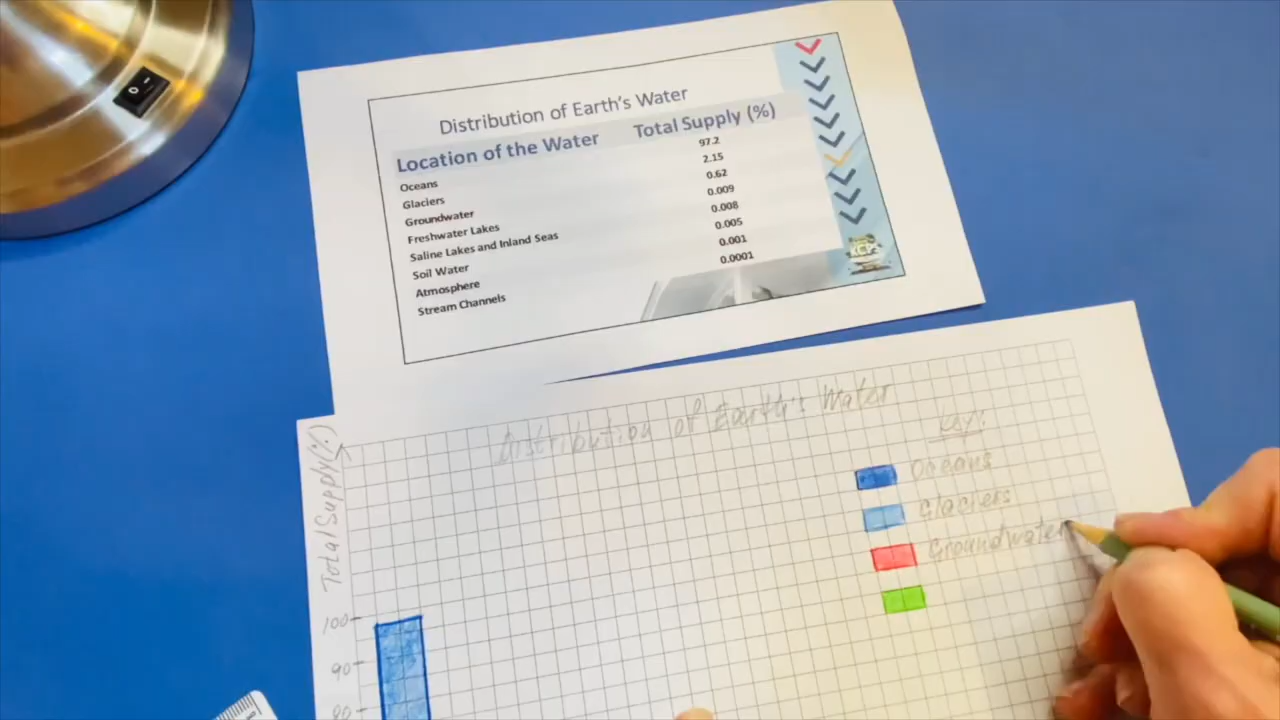 Distribution of Earth's Water
Location of the Water Total Supply (%)
Oceans 97.2
Glaciers 2.15
Groundwater 0.62
Freshwater Lakes 0.009
Saline Lakes and Inland Seas 0.008
Soil Water 0.005
Atmosphere 0.001
Stream Channels 0.0001
KCP
Distribution of Earth's Water
Total Supply (%)
Key:
Oceans
Glaciers
Groundwater
100
90
80